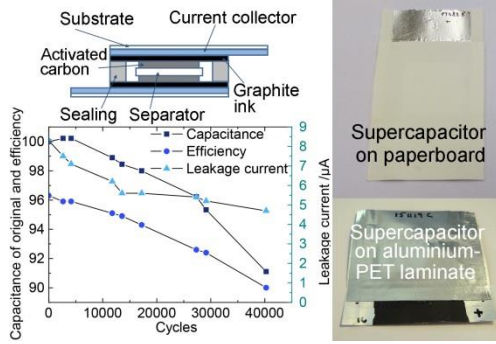 Substrate
Current collector
Activated
carbon
Graphite
ink
Sealing
Separator
Capacitance of original and efficiency
100
98
96
94
92
90
Capacitance
Efficiency
Leakage current
9
8
7
6
5
4
3
2
1
0
Leakage current /µA
0
10000
20000
30000
40000
Cycles
Supercapacitor
on paperboard
Supercapacitor
on aluminium-
PET laminate
+